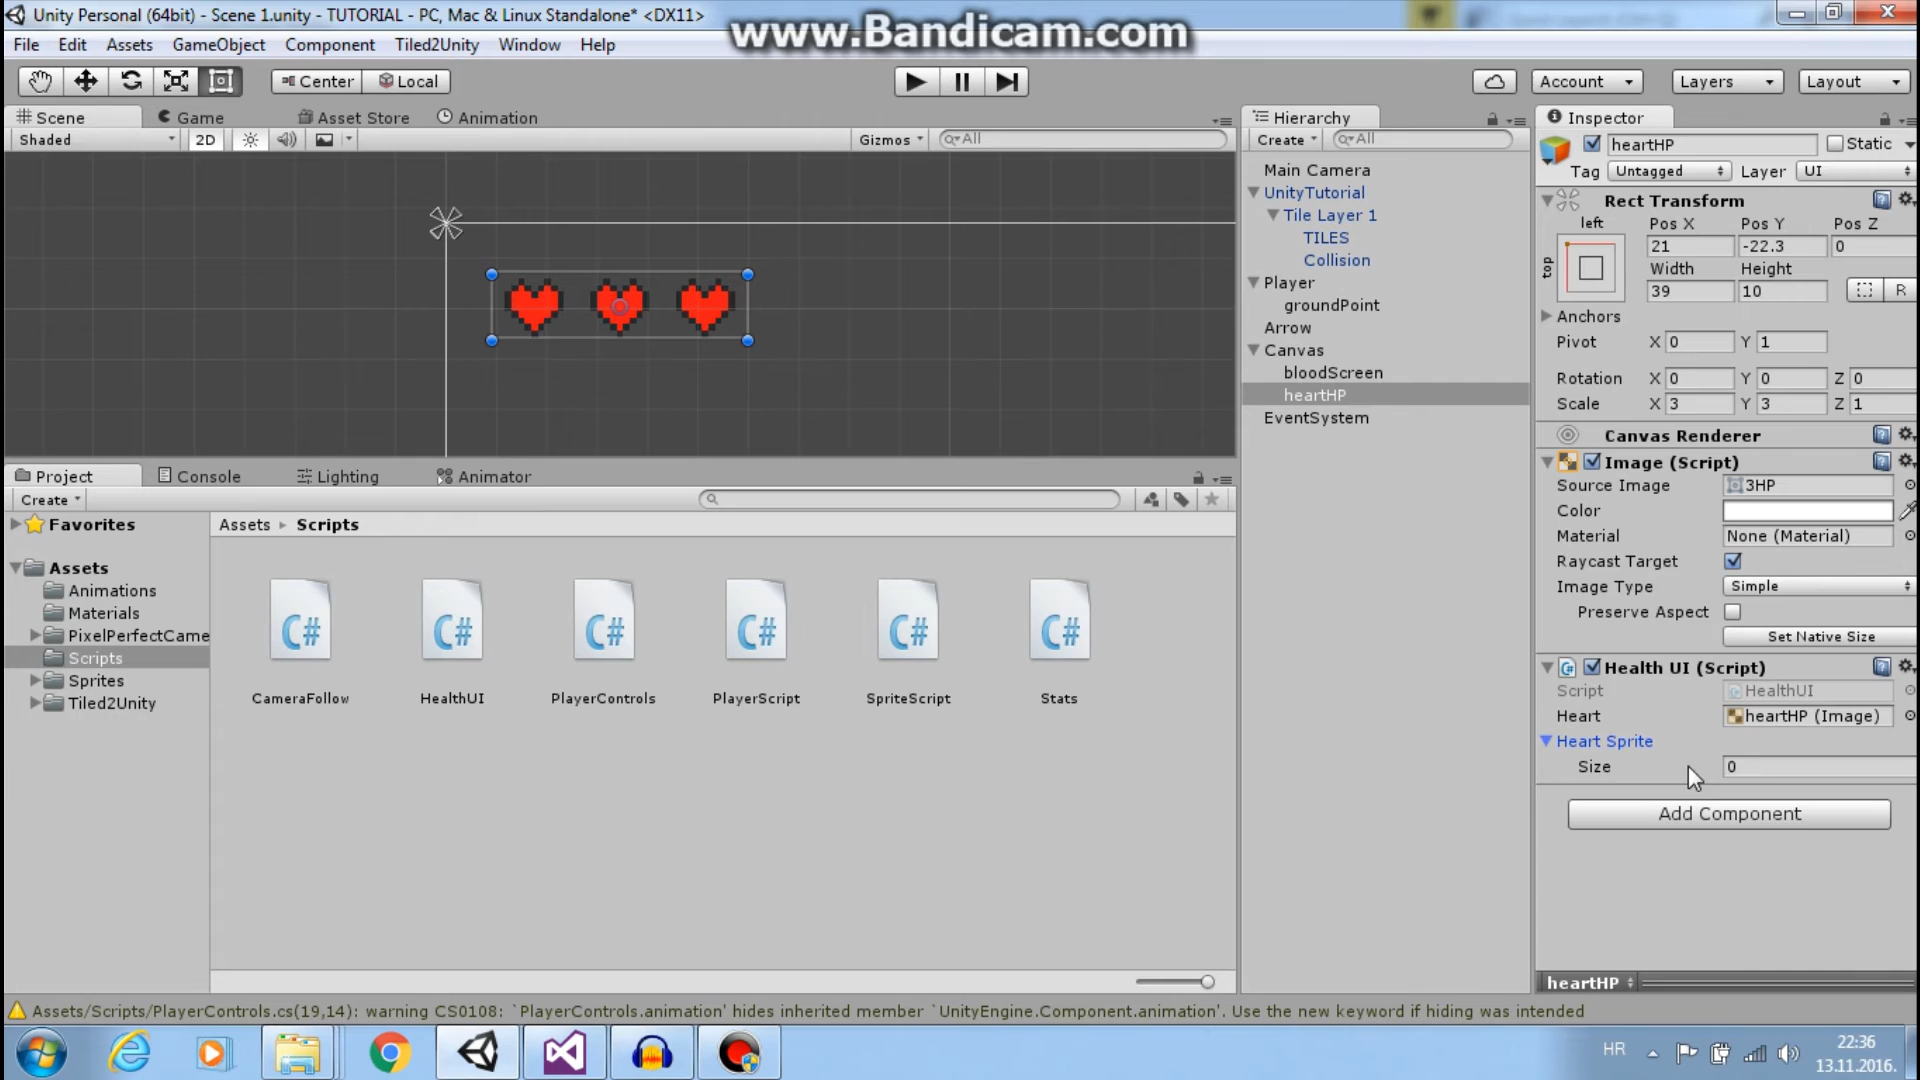 Unity Personal (64bit) - Scene 1.unity - TUTORIAL - PC, Mac & Linux Standalone* <DX11>
www.Bandicam.com
File Edit Assets GameObject Component Tiled2Unity Window Help
Center Local
Account Layers Layout
Scene Game Asset Store Animation
Shaded 2D Gizmos All
Hierarchy
Create All
Main Camera
UnityTutorial
Tile Layer 1
TILES
Collision
Player
groundPoint
Arrow
Canvas
bloodScreen
heartHP
EventSystem
Inspector
heartHP Static
Tag Untagged Layer UI
Rect Transform
left Pos X Pos Y Pos Z
top 21 -22.3 0
Width Height
39 10 R
Anchors
Pivot X 0 Y 1
Rotation X 0 Y 0 Z 0
Scale X 3 Y 3 Z 1
Canvas Renderer
Image (Script)
Source Image 3HP
Color
Material None (Material)
Raycast Target
Image Type Simple
Preserve Aspect
Set Native Size
Health UI (Script)
Script HealthUI
Heart heartHP (Image)
Heart Sprite
Size 0
Add Component
heartHP
Project Console Lighting Animator
Create
Favorites
Assets
Animations
Materials
PixelPerfectCame
Scripts
Sprites
Tiled2Unity
Assets Scripts
C# C# C# C# C# C#
CameraFollow HealthUI PlayerControls PlayerScript SpriteScript Stats
Assets/Scripts/PlayerControls.cs(19,14): warning CS0108: `PlayerControls.animation' hides inherited member `UnityEngine.Component.animation'. Use the new keyword if hiding was intended
HR
22:36
13.11.2016.